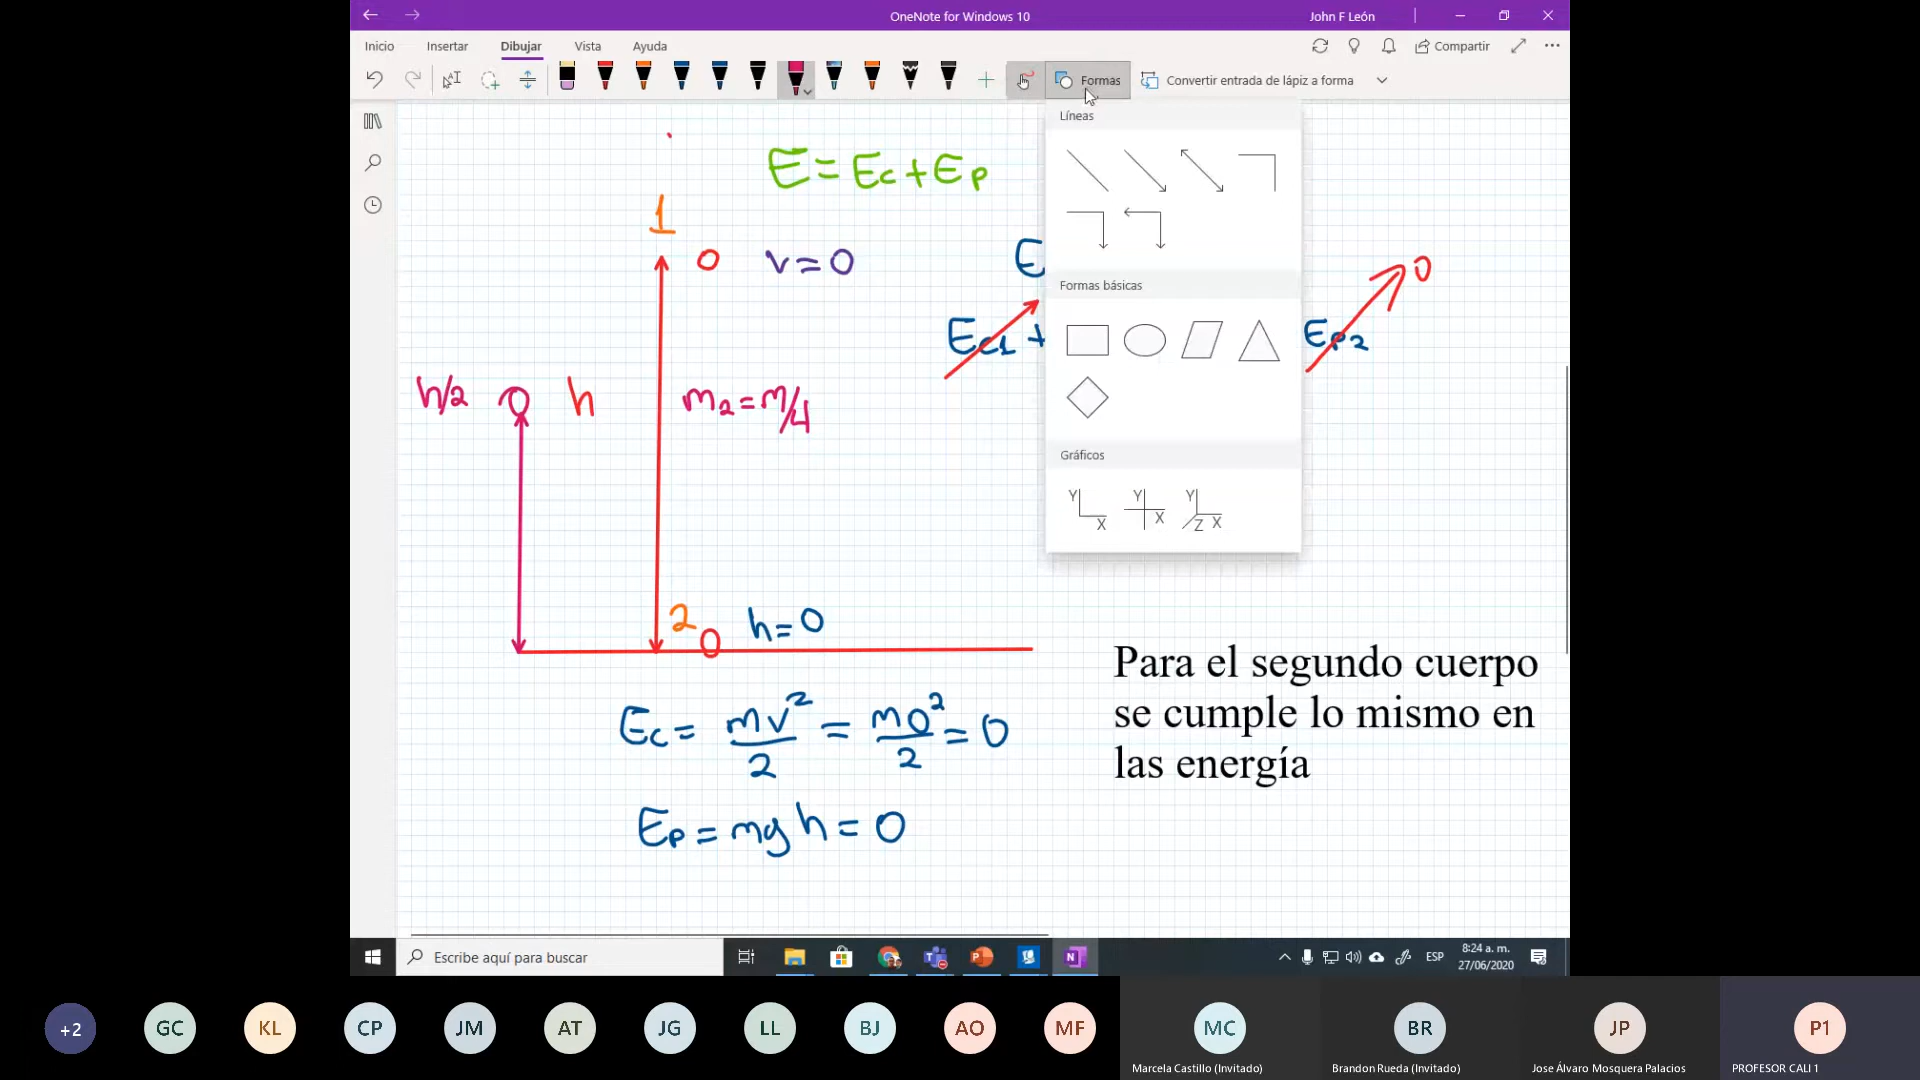 OneNote for Windows 10
John F León
Inicio
Insertar
Dibujar
Vista
Ayuda
Compartir
Formas
Convertir entrada de lápiz a forma
Líneas
Formas básicas
Gráficos
Y X
Y X
Y Z X
E = Ec + Ep
1
0 v = 0
E
0
Ec1 +
Ep2
h/2
h
m2 = m/4
2
0
h = 0
Ec = mv²/2 = m0²/2 = 0
Ep = mgh = 0
Para el segundo cuerpo
se cumple lo mismo en
las energía
Escribe aquí para buscar
ESP
8:24 a. m.
27/06/2020
+2
GC
KL
CP
JM
AT
JG
LL
BJ
AO
MF
MC
BR
JP
P1
Marcela Castillo (Invitado)
Brandon Rueda (Invitado)
Jose Álvaro Mosquera Palacios
PROFESOR CALI 1